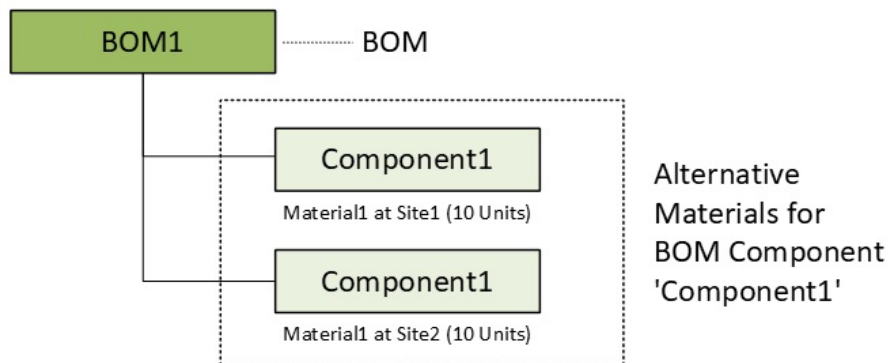 BOM1
BOM
Component1
Material1 at Site1 (10 Units)
Component1
Material1 at Site2 (10 Units)
Alternative
Materials for
BOM Component
'Component1'